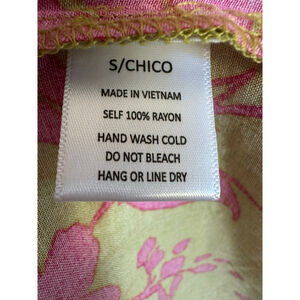 S/CHICO
MADE IN VIETNAM
SELF 100% RAYON
HAND WASH COLD
DO NOT BLEACH
HANG OR LINE DRY